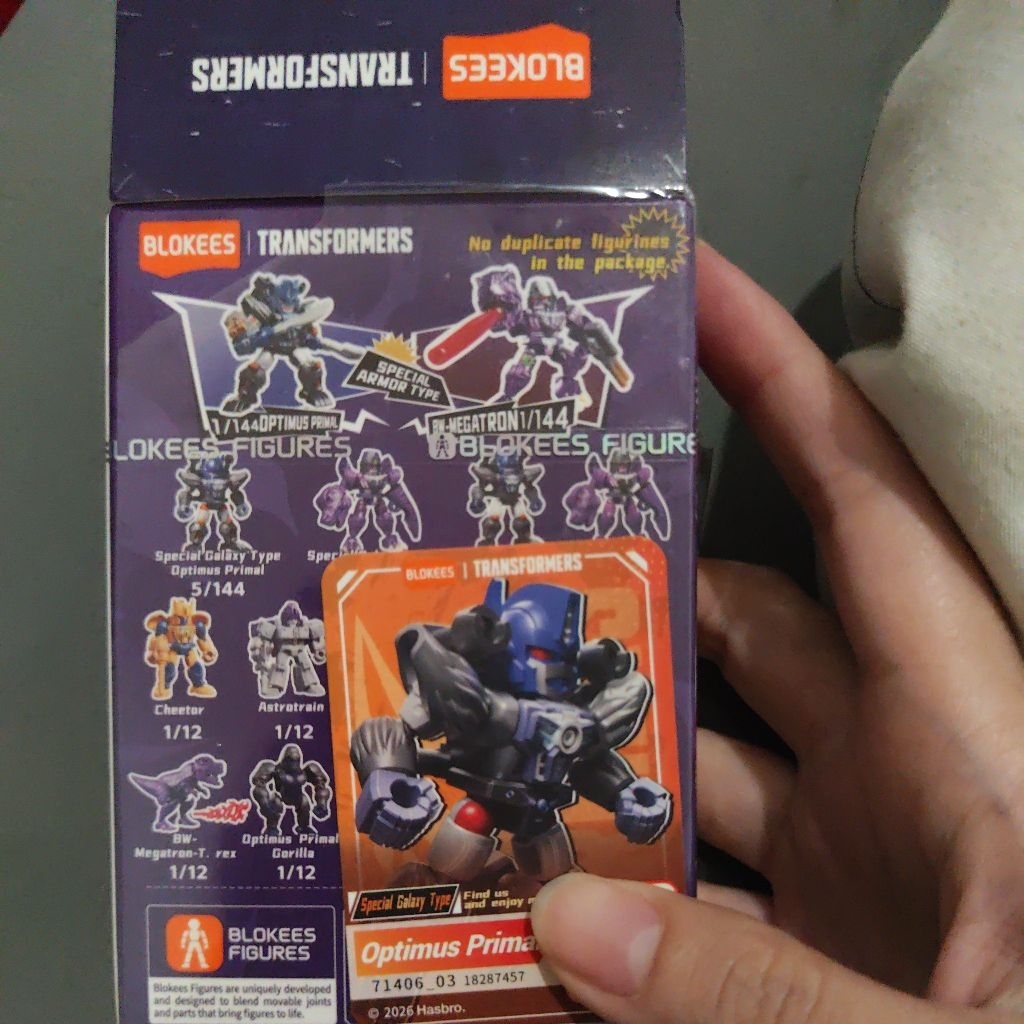 BLOKEES | TRANSFORMERS
BLOKEES | TRANSFORMERS
No duplicate figurines
in the package.
SPECIAL
ARMOR TYPE
1/144 OPTIMUS PRIMAL
BW-MEGATRON 1/144
LOKEES FIGURES
BLOKEES FIGURE
Special Galaxy Type
Optimus Primal
5/144
Cheetor
1/12
Astrotrain
1/12
BW-
Megatron-T. rex
1/12
Optimus Primal
Gorilla
1/12
BLOKEES
FIGURES
Blokees Figures are uniquely developed
and designed to blend movable joints
and parts that bring figures to life.
BLOKEES | TRANSFORMERS
Special Galaxy Type
Find us
and enjoy
Optimus Prima
71406_03 18287457
© 2026 Hasbro.